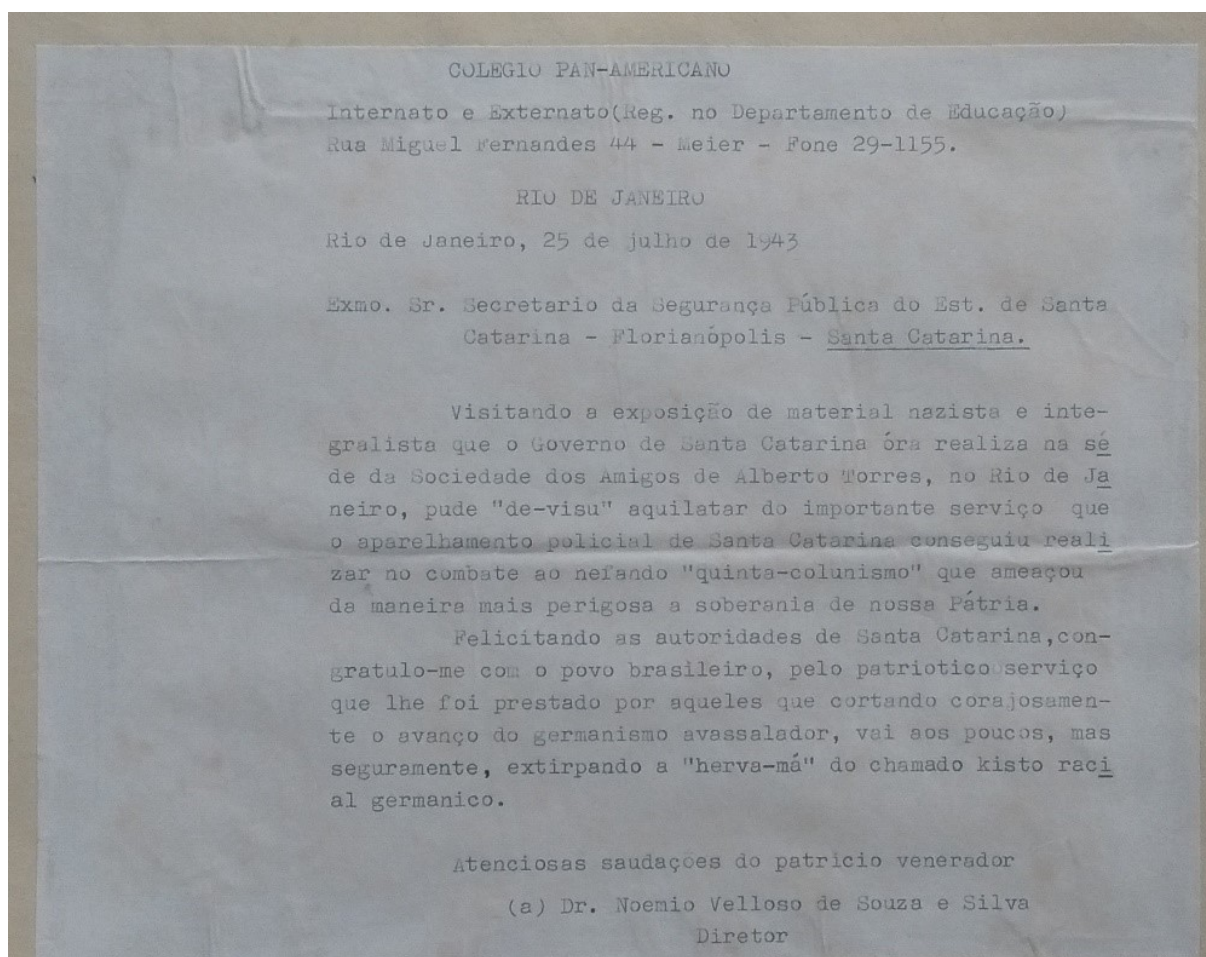 COLEGIO PAN-AMERICANO
Internato e Externato(Reg. no Departamento de Educação)
Rua Miguel Fernandes 44 - Meier - Fone 29-1155.
RIO DE JANEIRO
Rio de Janeiro, 25 de julho de 1943
Exmo. Sr. Secretario da Segurança Pública do Est. de Santa
Catarina - Florianópolis - Santa Catarina.
Visitando a exposição de material nazista e inte-
gralista que o Governo de Santa Catarina óra realiza na sé
de da Sociedade dos Amigos de Alberto Torres, no Rio de Ja
neiro, pude "de-visu" aquilatar do importante serviço que
o aparelhamento policial de Santa Catarina conseguiu reali
zar no combate ao nefando "quinta-colunismo" que ameaçou
da maneira mais perigosa a soberania de nossa Pátria.
Felicitando as autoridades de Santa Catarina,con-
gratulo-me com o povo brasileiro, pelo patriotico serviço
que lhe foi prestado por aqueles que cortando corajosamen-
te o avanço do germanismo avassalador, vai aos poucos, mas
seguramente, extirpando a "herva-má" do chamado kisto raci
al germanico.
Atenciosas saudações do patricio venerador
(a) Dr. Noemio Velloso de Souza e Silva
Diretor